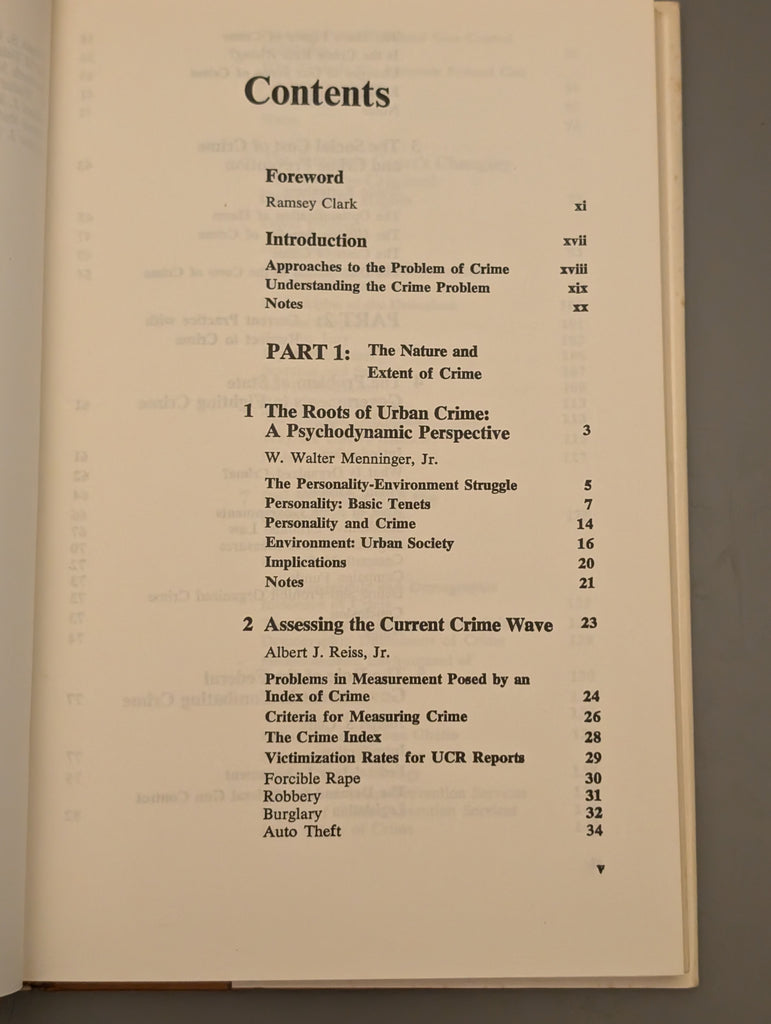 Contents
Foreword
Ramsey Clark xi
Introduction xvii
Approaches to the Problem of Crime xviii
Understanding the Crime Problem xix
Notes xx
PART 1: The Nature and
Extent of Crime
1 The Roots of Urban Crime:
A Psychodynamic Perspective 3
W. Walter Menninger, Jr.
The Personality-Environment Struggle 5
Personality: Basic Tenets 7
Personality and Crime 14
Environment: Urban Society 16
Implications 20
Notes 21
2 Assessing the Current Crime Wave 23
Albert J. Reiss, Jr.
Problems in Measurement Posed by an
Index of Crime 24
Criteria for Measuring Crime 26
The Crime Index 28
Victimization Rates for UCR Reports 29
Forcible Rape 30
Robbery 31
Burglary 32
Auto Theft 34
v